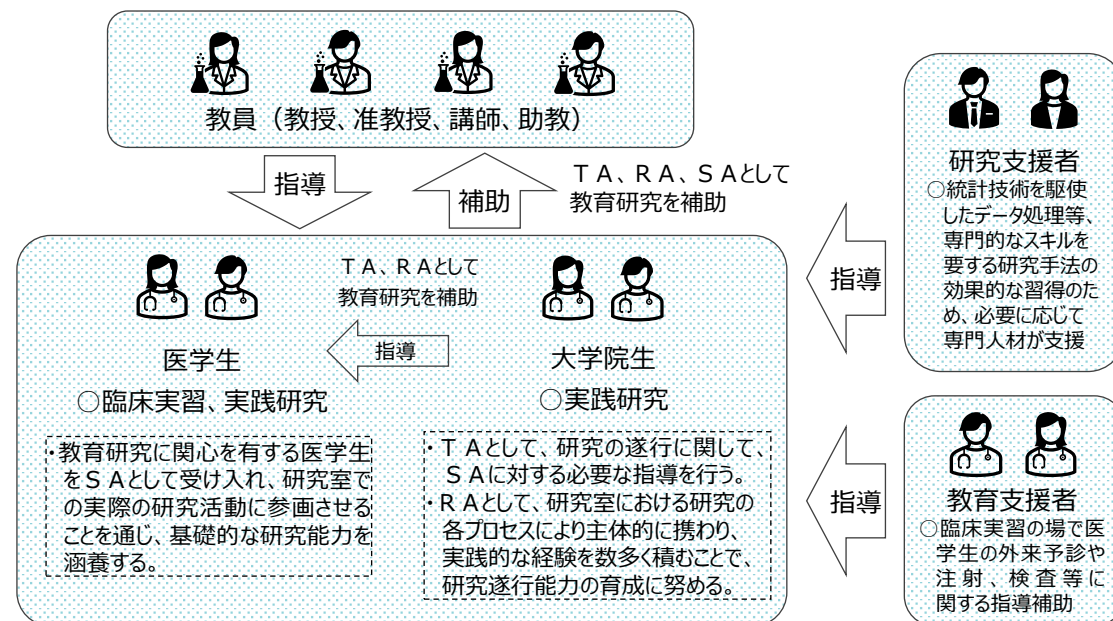 教員（教授、准教授、講師、助教）
指導
補助
ＴＡ、ＲＡ、ＳＡとして
教育研究を補助
ＴＡ、ＲＡとして
教育研究を補助
指導
医学生
○臨床実習、実践研究
・教育研究に関心を有する医学生
をＳＡとして受け入れ、研究室で
の実際の研究活動に参画させる
ことを通じ、基礎的な研究能力を
涵養する。
大学院生
○実践研究
・ＴＡとして、研究の遂行に関して、
ＳＡに対する必要な指導を行う。
・ＲＡとして、研究室における研究の
各プロセスにより主体的に携わり、
実践的な経験を数多く積むことで、
研究遂行能力の育成に努める。
指導
研究支援者
○統計技術を駆使
したデータ処理等、
専門的なスキルを
要する研究手法の
効果的な習得のた
め、必要に応じて
専門人材が支援
指導
教育支援者
○臨床実習の場で医
学生の外来予診や
注射、検査等に
関する指導補助